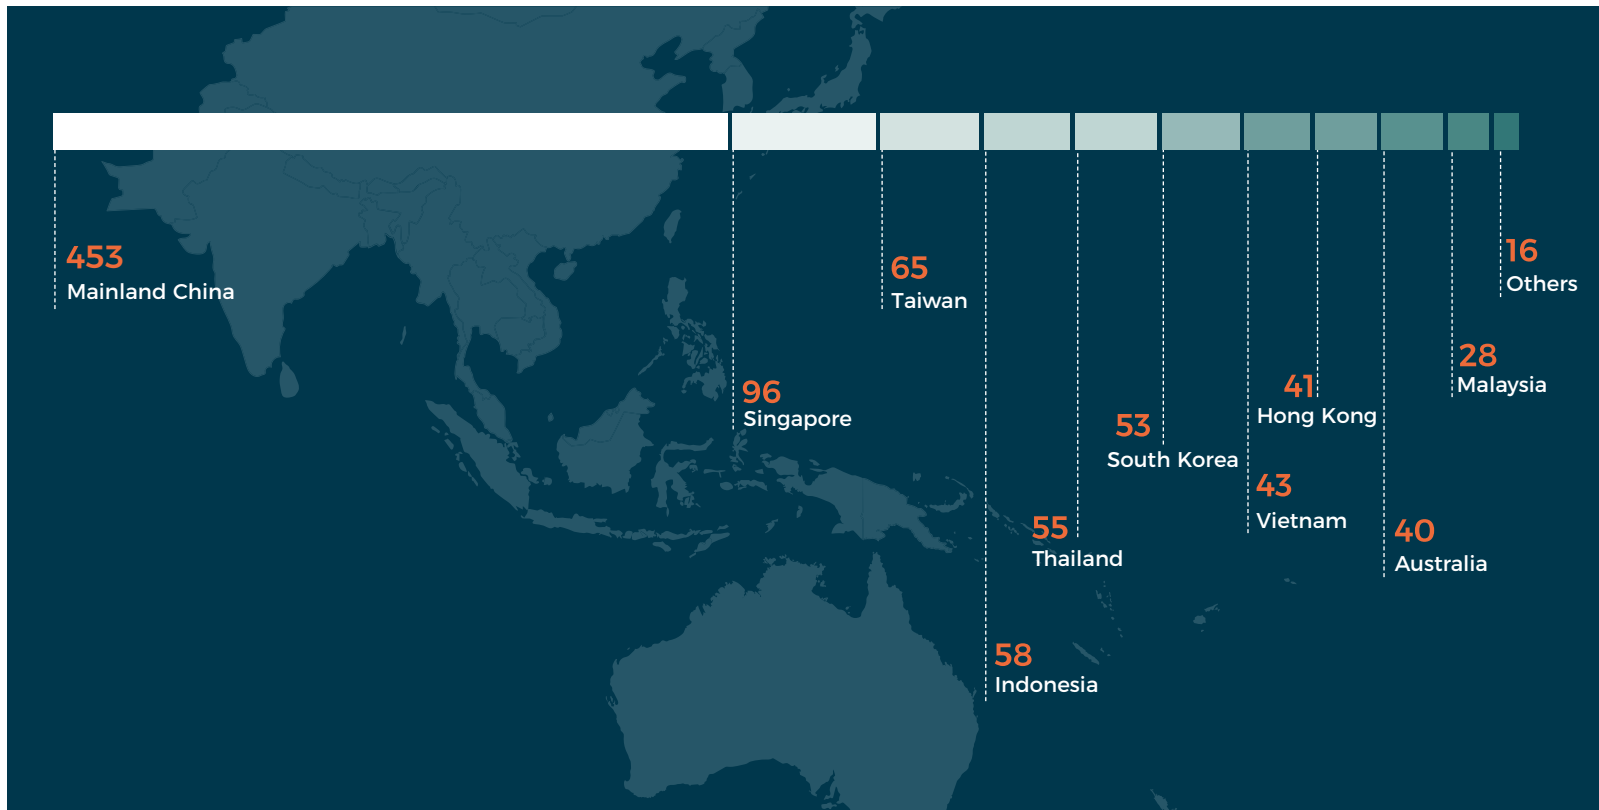 453
Mainland China
96
Singapore
65
Taiwan
58
Indonesia
55
Thailand
53
South Korea
43
Vietnam
41
Hong Kong
40
Australia
28
Malaysia
16
Others